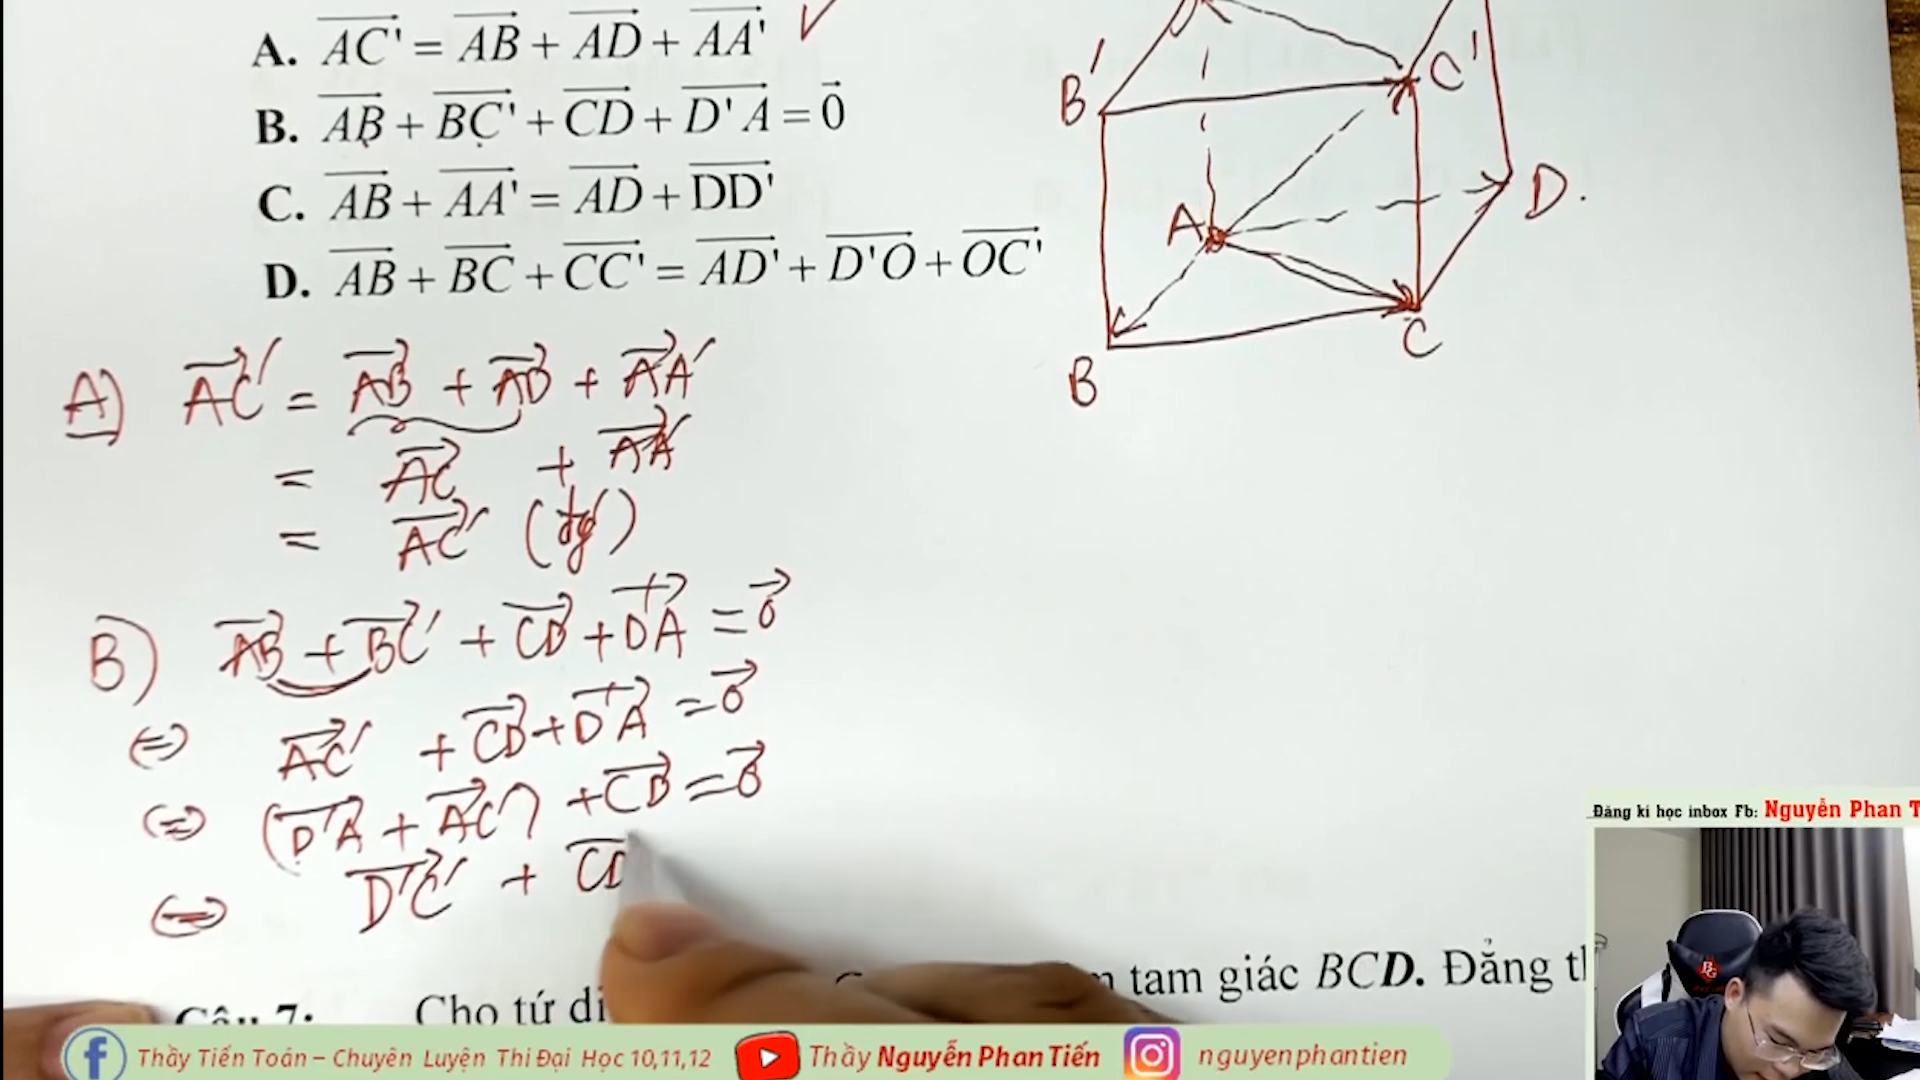 A. AC' = AB + AD + AA' ✓
B. AB + BC' + CD + D'A = 0
C. AB + AA' = AD + DD'
D. AB + BC + CC' = AD' + D'O + OC'
B'
C'
A
D.
C
B
A) AC' = AB + AD + AA'
= AC + AA'
= AC' (đg)
B) AB + BC' + CD + D'A = 0
⇔ AC' + CD + D'A = 0
⇔ (D'A + AC') + CD = 0
⇔ D'C' + CD
Câu 7: Cho tứ di
tam giác BCD. Đẳng t
Đăng kí học inbox Fb: Nguyễn Phan T
Thầy Tiến Toán – Chuyên Luyện Thi Đại Học 10,11,12
Thầy Nguyễn Phan Tiến
nguyenphantien